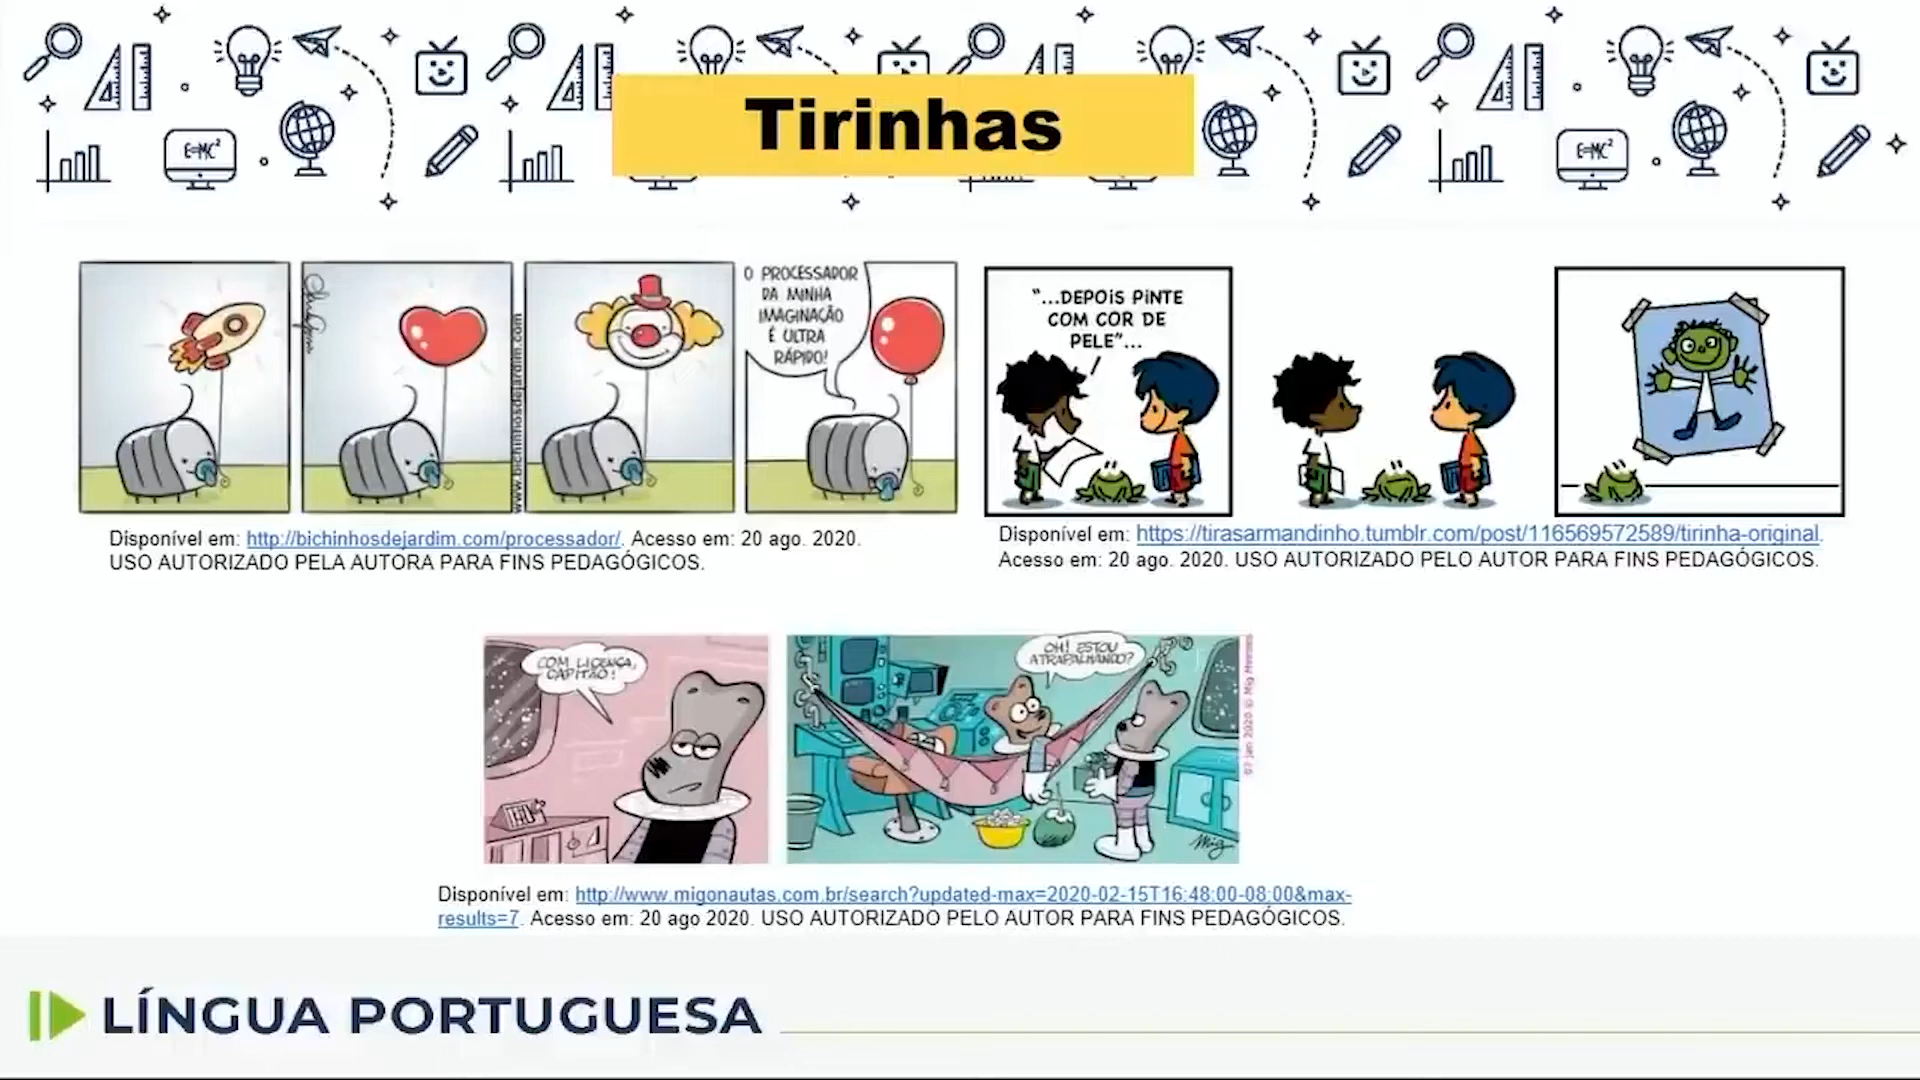 Tirinhas
E=MC²
E=MC²
O PROCESSADOR
DA MINHA
IMAGINAÇÃO
É ULTRA
RÁPIDO!
www.bichinhosdejardim.com
"...DEPOIS PINTE
COM COR DE
PELE"...
Disponível em: http://bichinhosdejardim.com/processador/. Acesso em: 20 ago. 2020.
USO AUTORIZADO PELA AUTORA PARA FINS PEDAGÓGICOS.
Disponível em: https://tirasarmandinho.tumblr.com/post/116569572589/tirinha-original.
Acesso em: 20 ago. 2020. USO AUTORIZADO PELO AUTOR PARA FINS PEDAGÓGICOS.
COM LICENÇA,
CAPITÃO!
OH! ESTOU
ATRAPALHANDO?
07 jan 2020 © Mig Mendes
Mig
Disponível em: http://www.migonautas.com.br/search?updated-max=2020-02-15T16:48:00-08:00&max-
results=7. Acesso em: 20 ago 2020. USO AUTORIZADO PELO AUTOR PARA FINS PEDAGÓGICOS.
LÍNGUA PORTUGUESA